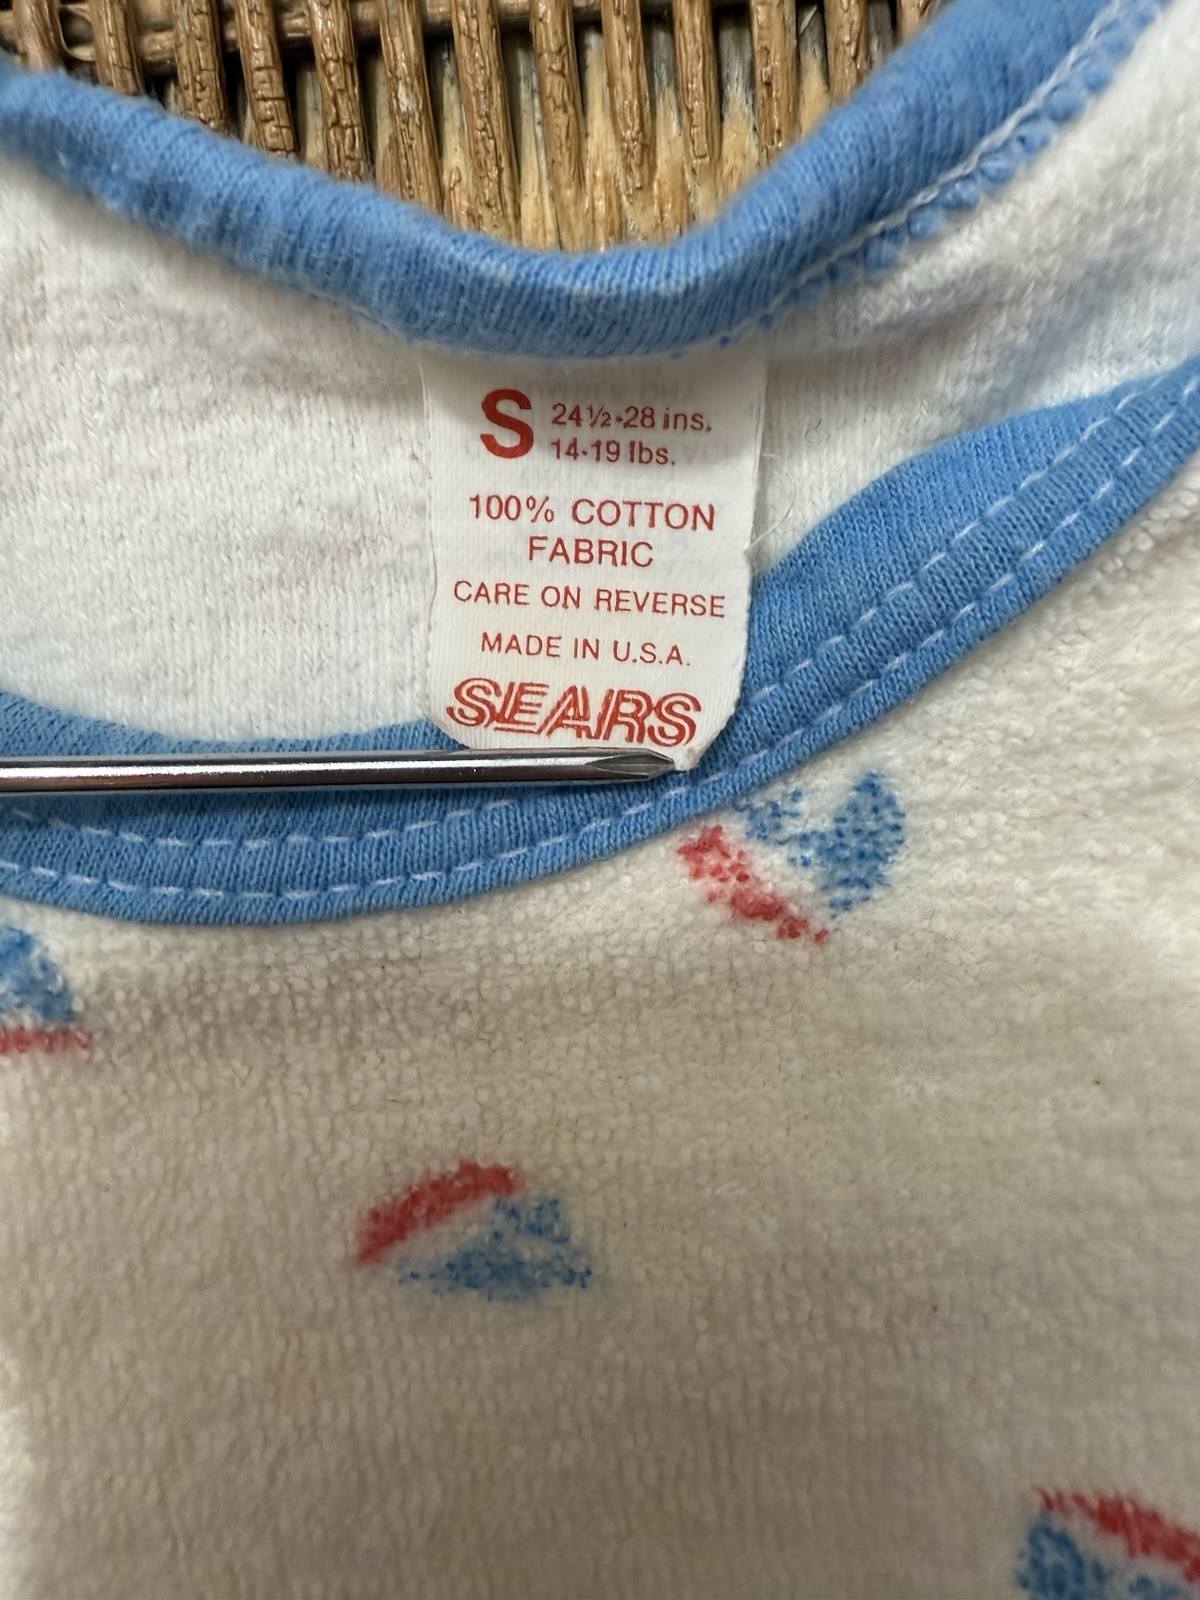 S 24½-28 ins.
14-19 lbs.
100% COTTON
FABRIC
CARE ON REVERSE
MADE IN U.S.A.
SEARS